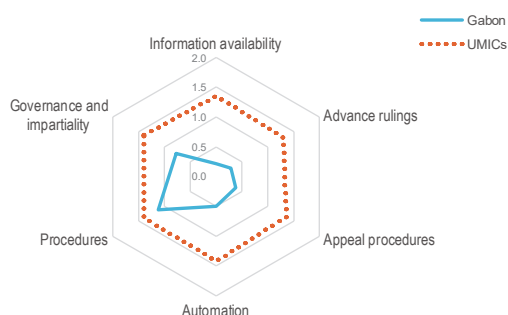 Gabon
UMICs
Information availability
2.0
1.5
1.0
0.5
0.0
Governance and
impartiality
Advance rulings
Procedures
Appeal procedures
Automation